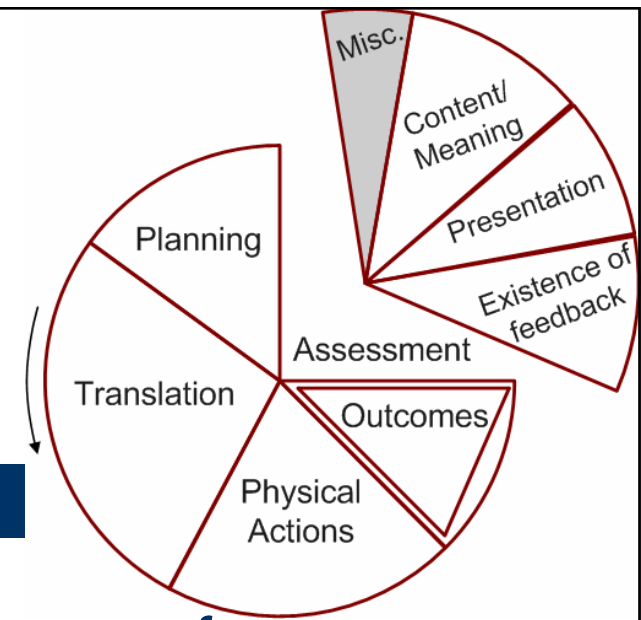 Misc.
Content/
Meaning
Presentation
Existence of
feedback
Planning
Assessment
Translation
Outcomes
Physical
Actions